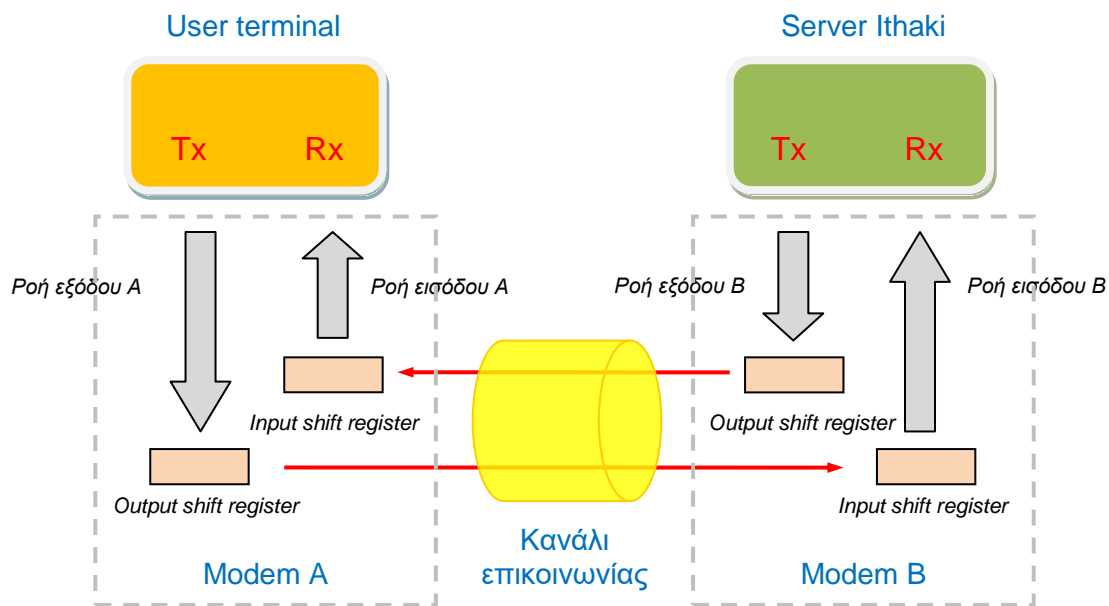 User terminal
Server Ithaki
Tx
Rx
Tx
Rx
Ροή εξόδου Α
Ροή εισόδου Α
Ροή εξόδου Β
Ροή εισόδου Β
Input shift register
Output shift register
Output shift register
Input shift register
Κανάλι
επικοινωνίας
Modem A
Modem B